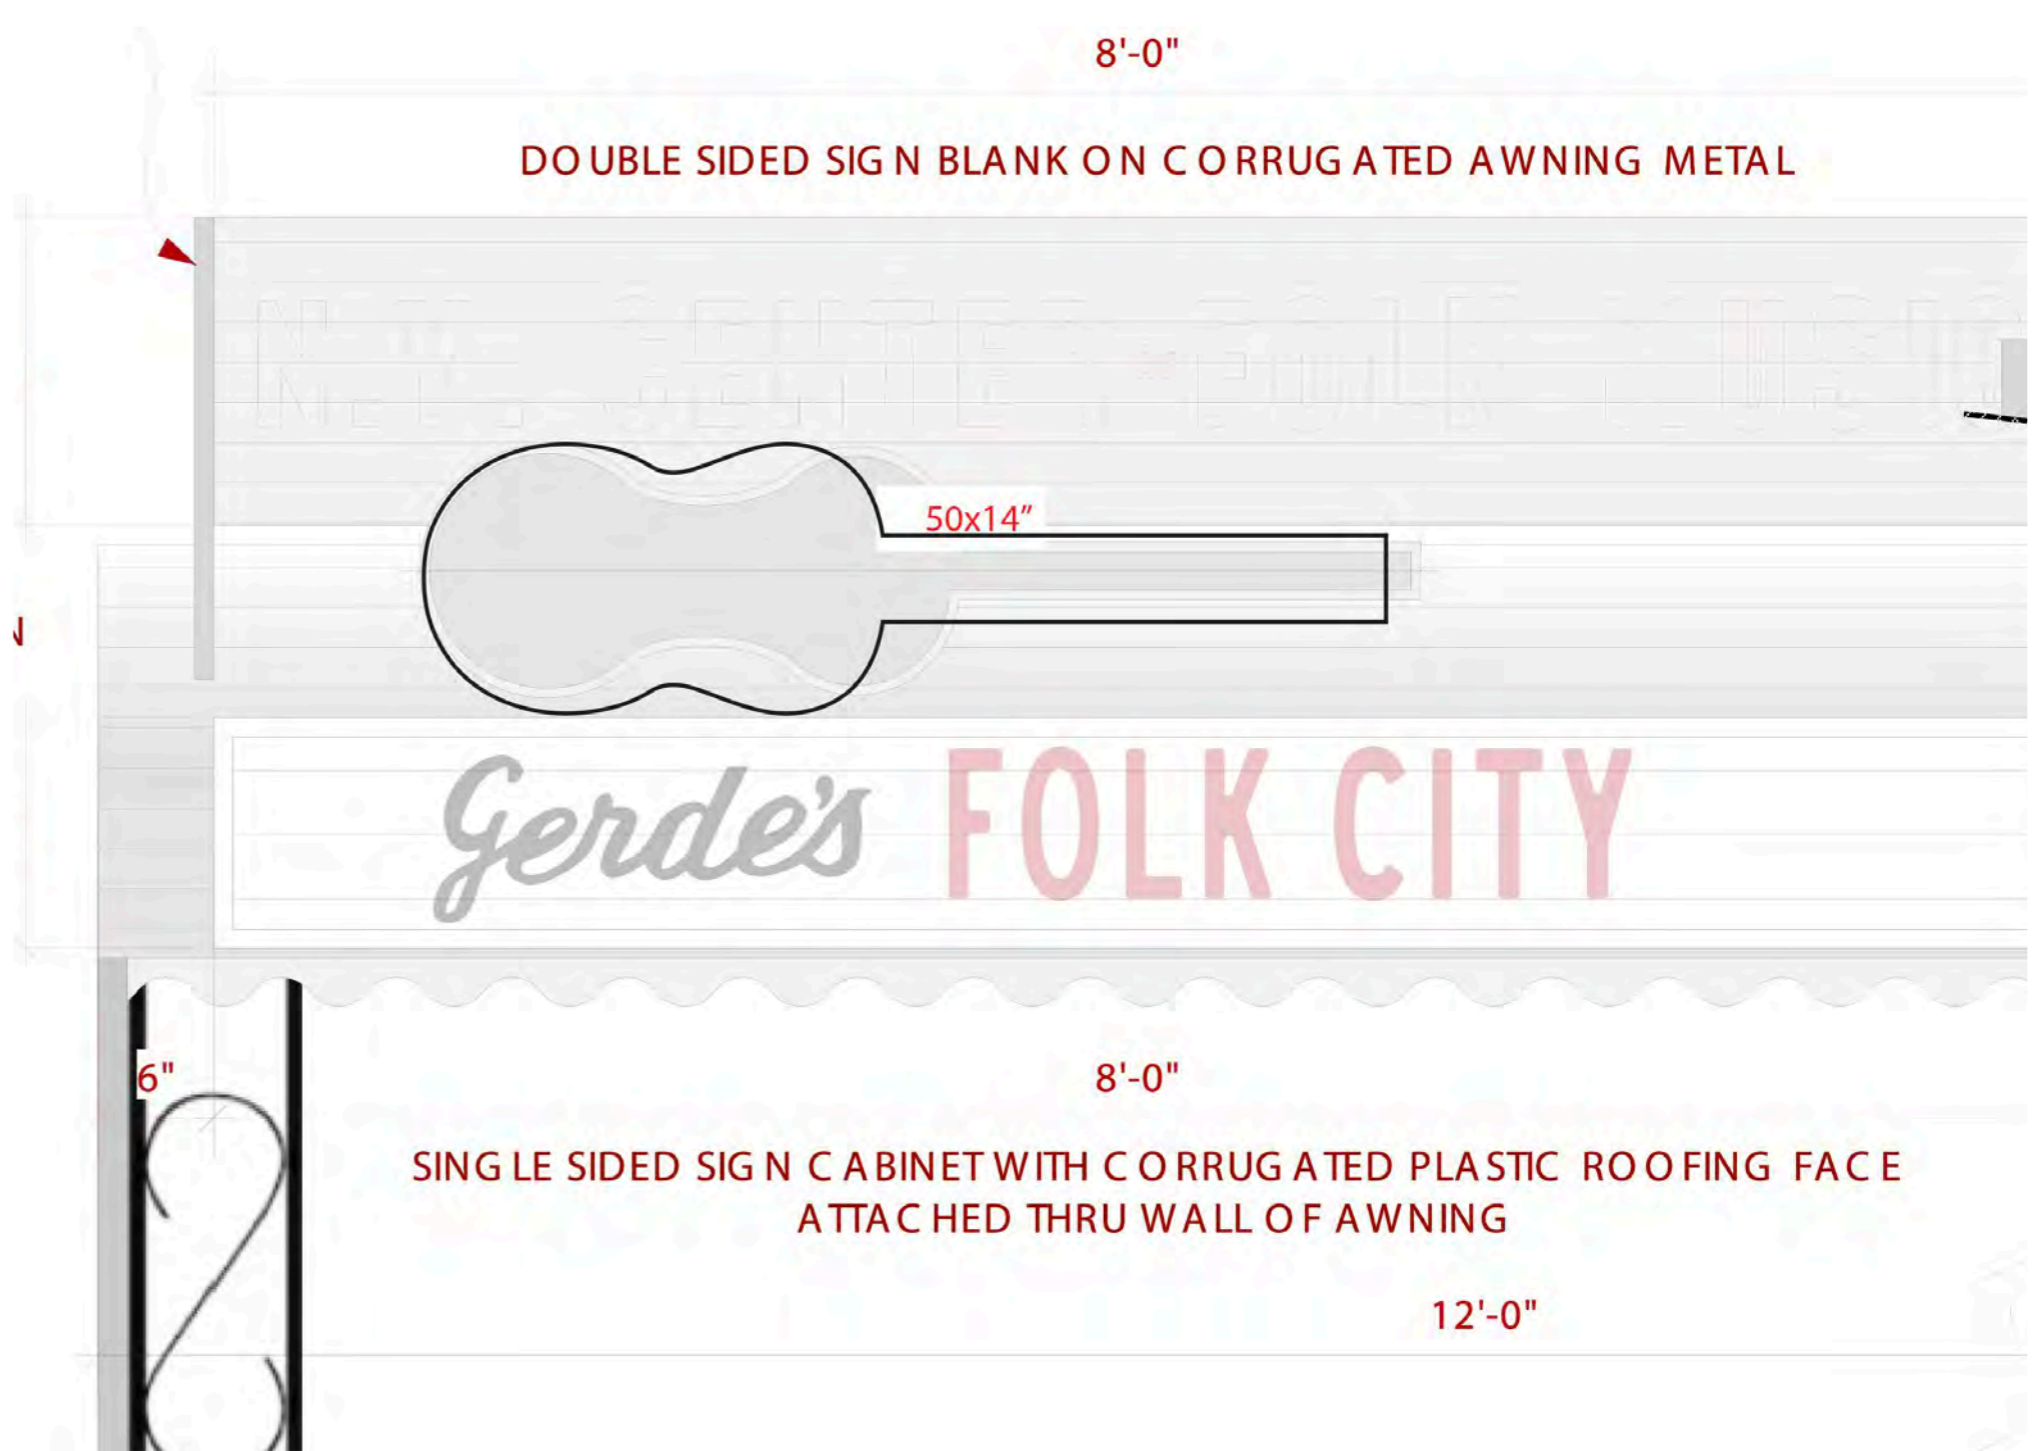 8'-0"
DOUBLE SIDED SIGN BLANK ON CORRUGATED AWNING METAL
50x14”
N
Gerde's FOLK CITY
6"
8'-0"
SINGLE SIDED SIGN CABINET WITH CORRUGATED PLASTIC ROOFING FACE
ATTACHED THRU WALL OF AWNING
12'-0"